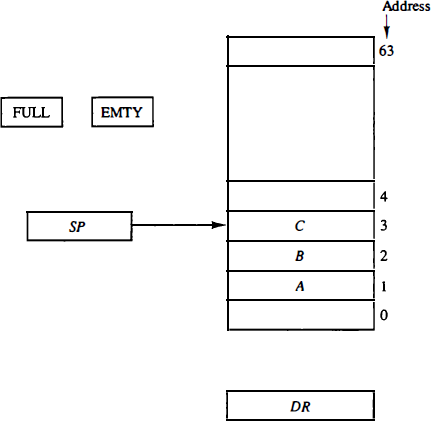 Address
63
FULL EMTY
4
SP C 3
B 2
A 1
0
DR